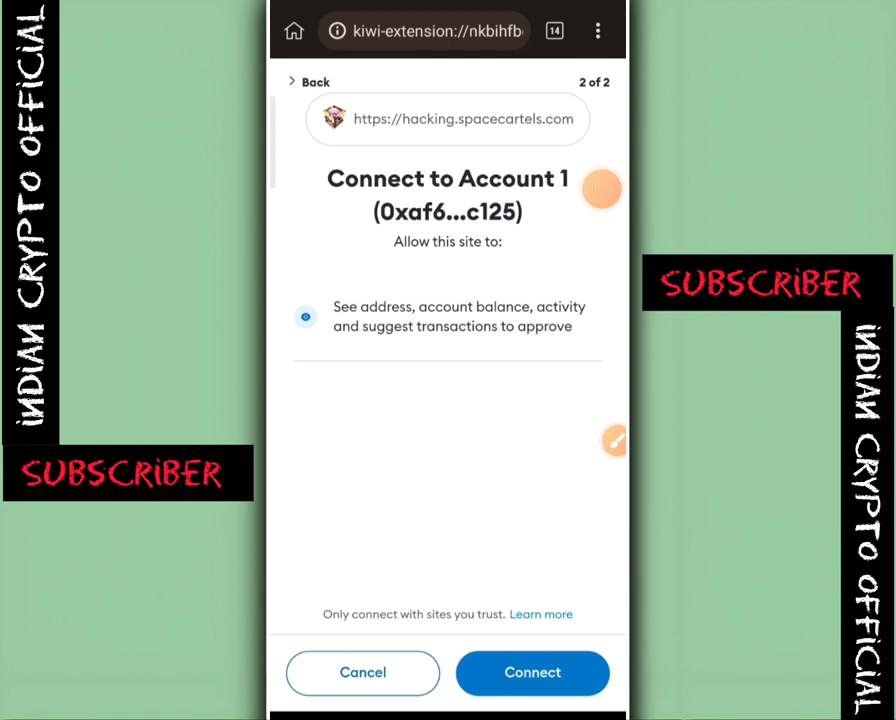 INDIAN CRYPTO OFFICIAL
SUBSCRIBER
kiwi-extension://nkbihfb
14
Back
2 of 2
https://hacking.spacecartels.com
Connect to Account 1
(0xaf6...c125)
Allow this site to:
See address, account balance, activity
and suggest transactions to approve
Only connect with sites you trust. Learn more
Cancel
Connect
SUBSCRIBER
INDIAN CRYPTO OFFICIAL